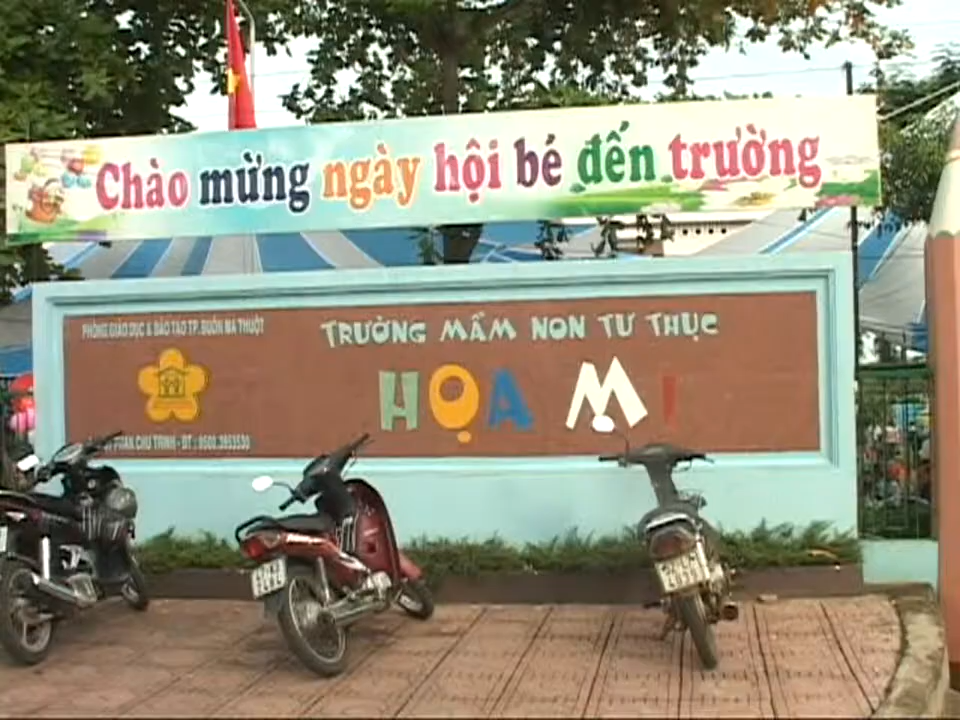 Chào mừng ngày hội bé đến trường
PHÒNG GIÁO DỤC & ĐÀO TẠO TP.BUÔN MA THUỘT
TRƯỜNG MẦM NON TƯ THỤC
HỌA MI
PHAN CHU TRINH - ĐT : 0500.3953530